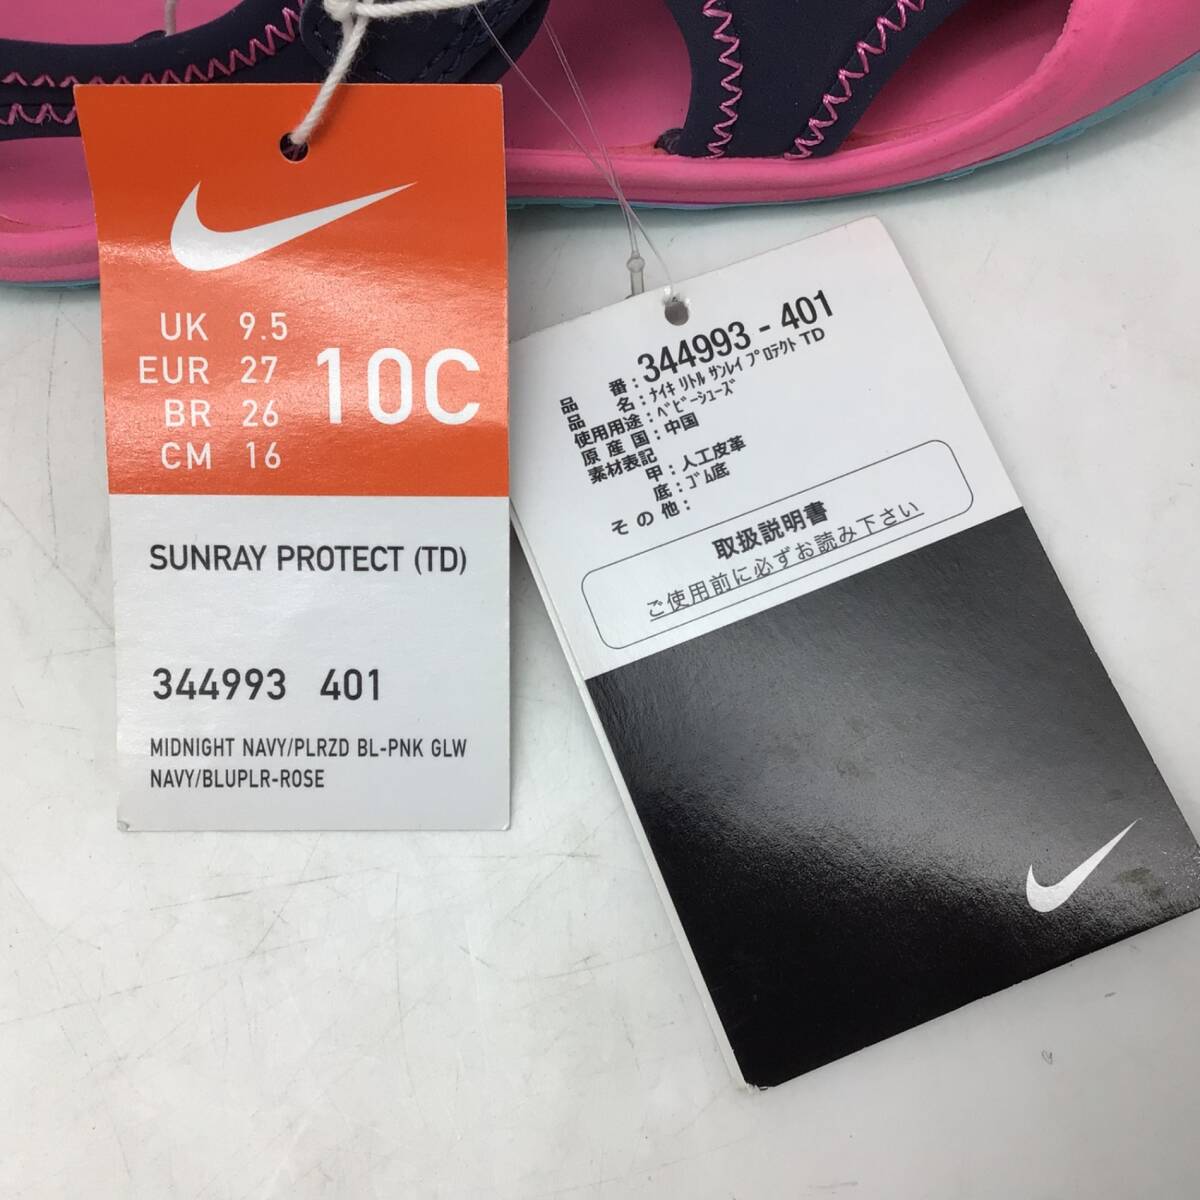 UK 9.5
EUR 27
BR 26
CM 16
10C
SUNRAY PROTECT (TD)
344993 401
MIDNIGHT NAVY/PLRZD BL-PNK GLW
NAVY/BLUPLR-ROSE
品番:344993-401
品名:ﾅｲｷ ﾘﾄﾙ ｻﾝﾚｲ ﾌﾟﾛﾃｸﾄ TD
使用用途:ﾍﾞﾋﾞｰｼｭｰｽﾞ
原産国:中国
素材表記
甲:人工皮革
底:ｺﾞﾑ底
その他:
取扱説明書
ご使用前に必ずお読み下さい